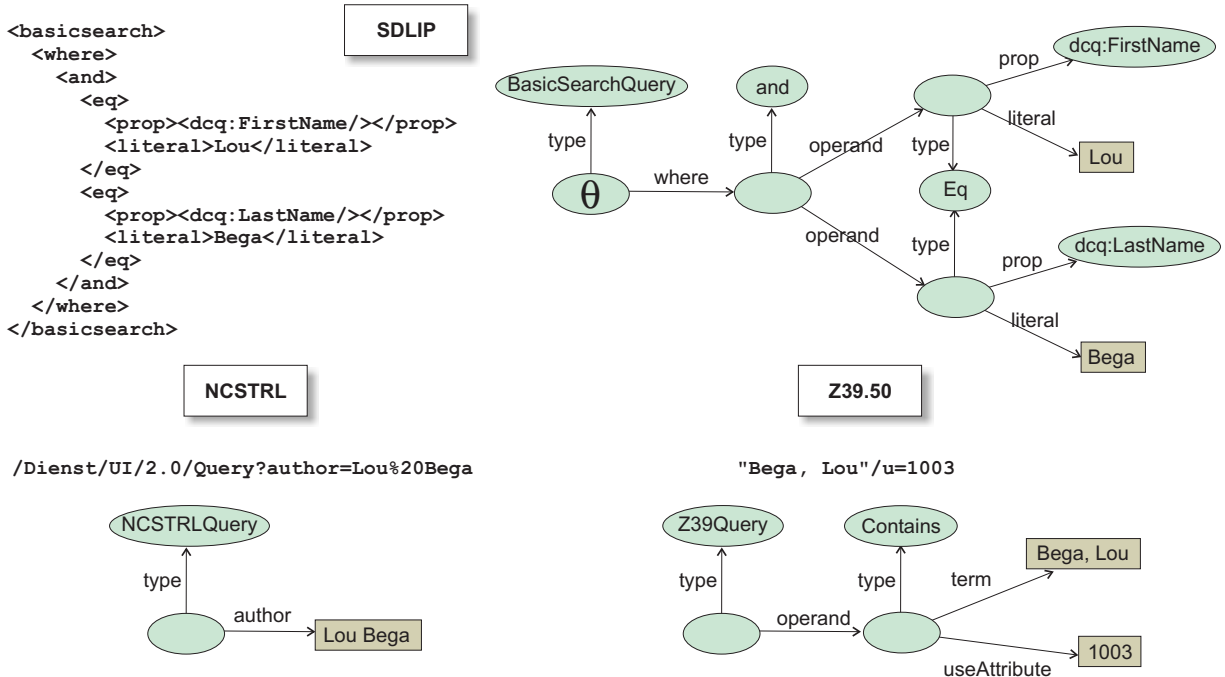 SDLIP
<basicsearch>
<where>
<and>
<eq>
<prop><dcq:FirstName/></prop>
<literal>Lou</literal>
</eq>
<eq>
<prop><dcq:LastName/></prop>
<literal>Bega</literal>
</eq>
</and>
</where>
</basicsearch>
BasicSearchQuery
and
dcq:FirstName
prop
type
type
operand
type
literal
Lou
θ
where
Eq
operand
type
prop
dcq:LastName
literal
Bega
NCSTRL
/Dienst/UI/2.0/Query?author=Lou%20Bega
NCSTRLQuery
type
author
Lou Bega
Z39.50
"Bega, Lou"/u=1003
Z39Query
Contains
type
type
term
Bega, Lou
operand
1003
useAttribute